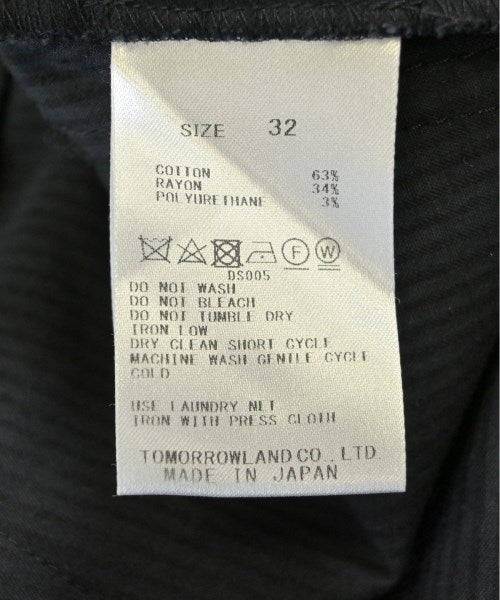 SIZE 32
COTTON 63%
RAYON 34%
POLYURETHANE 3%
F W
DS005
DO NOT WASH
DO NOT BLEACH
DO NOT TUMBLE DRY
IRON LOW
DRY CLEAN SHORT CYCLE
MACHINE WASH GENTLE CYCLE
COLD
USE LAUNDRY NET
IRON WITH PRESS CLOTH
TOMORROWLAND CO., LTD.
MADE IN JAPAN